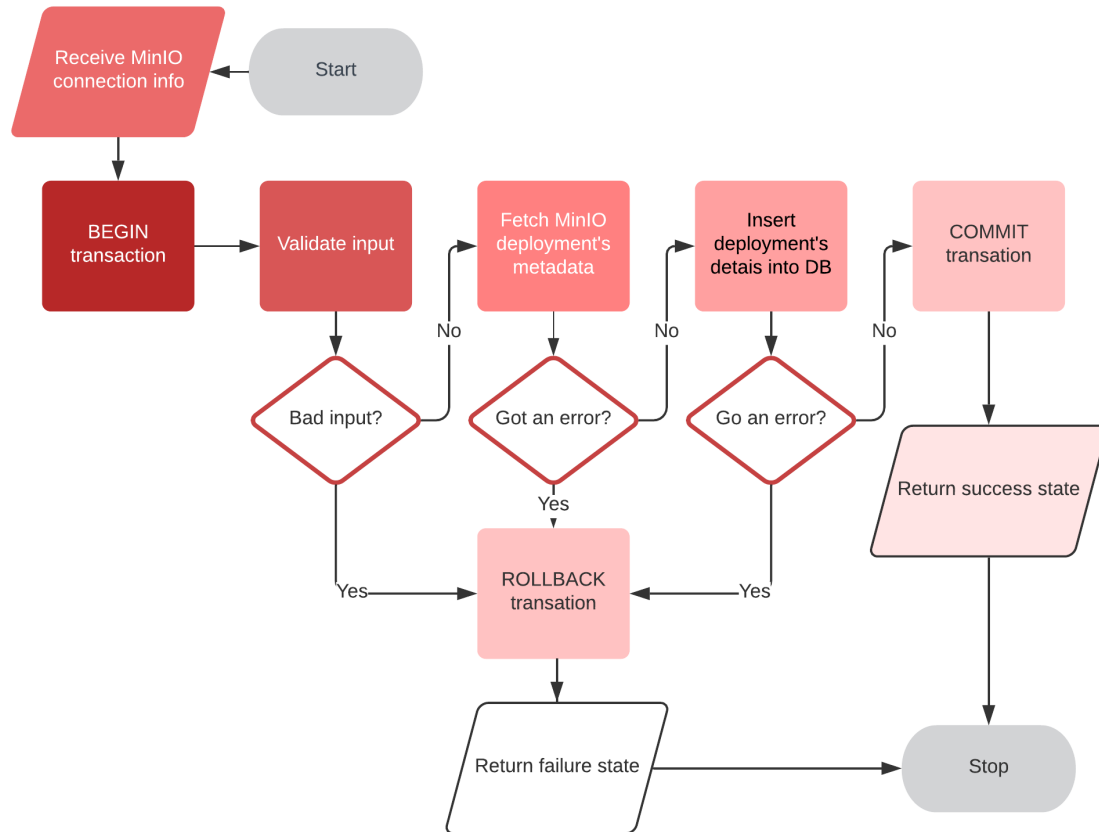 Receive MinIO
connection info
Start
BEGIN
transaction
Validate input
Fetch MinIO
deployment's
metadata
Insert
deployment's
detais into DB
COMMIT
transation
No
No
No
Bad input?
Got an error?
Go an error?
Return success state
Yes
Yes
Yes
ROLLBACK
transation
Return failure state
Stop